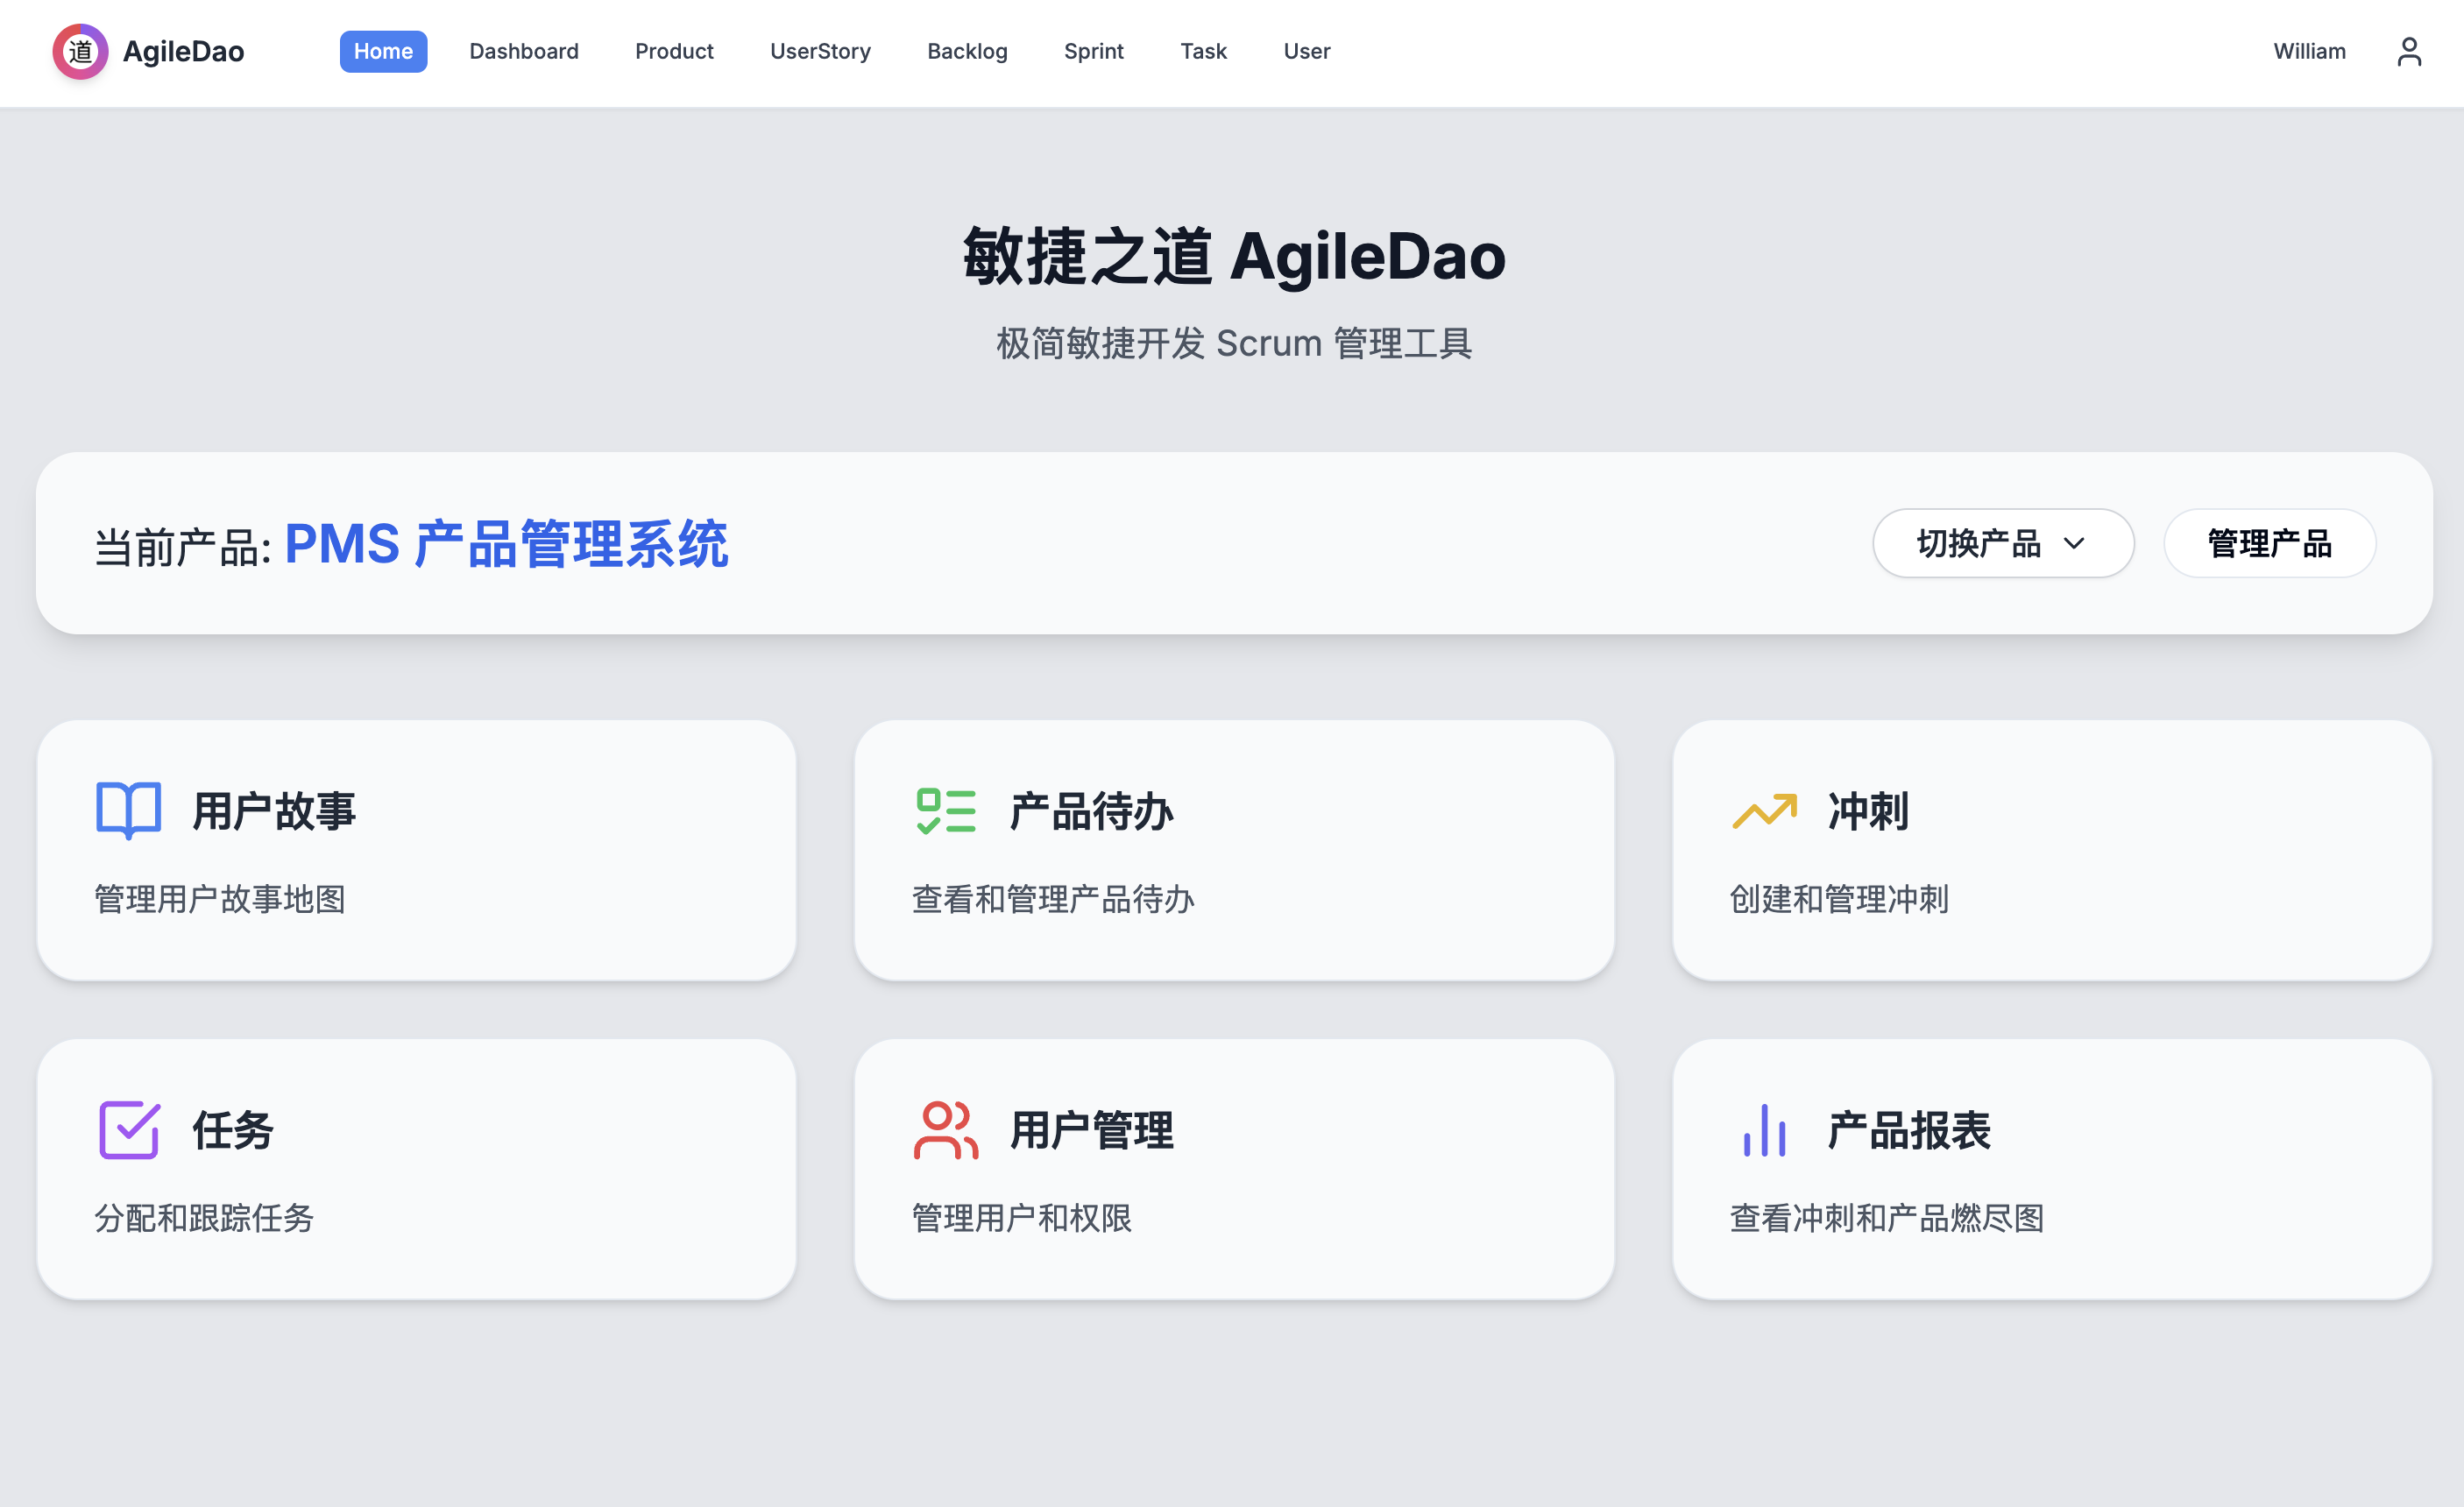 道 AgileDao Home Dashboard Product UserStory Backlog Sprint Task User William
敏捷之道 AgileDao
极简敏捷开发 Scrum 管理工具
当前产品: PMS 产品管理系统 切换产品 管理产品
用户故事
管理用户故事地图
产品待办
查看和管理产品待办
冲刺
创建和管理冲刺
任务
分配和跟踪任务
用户管理
管理用户和权限
产品报表
查看冲刺和产品燃尽图